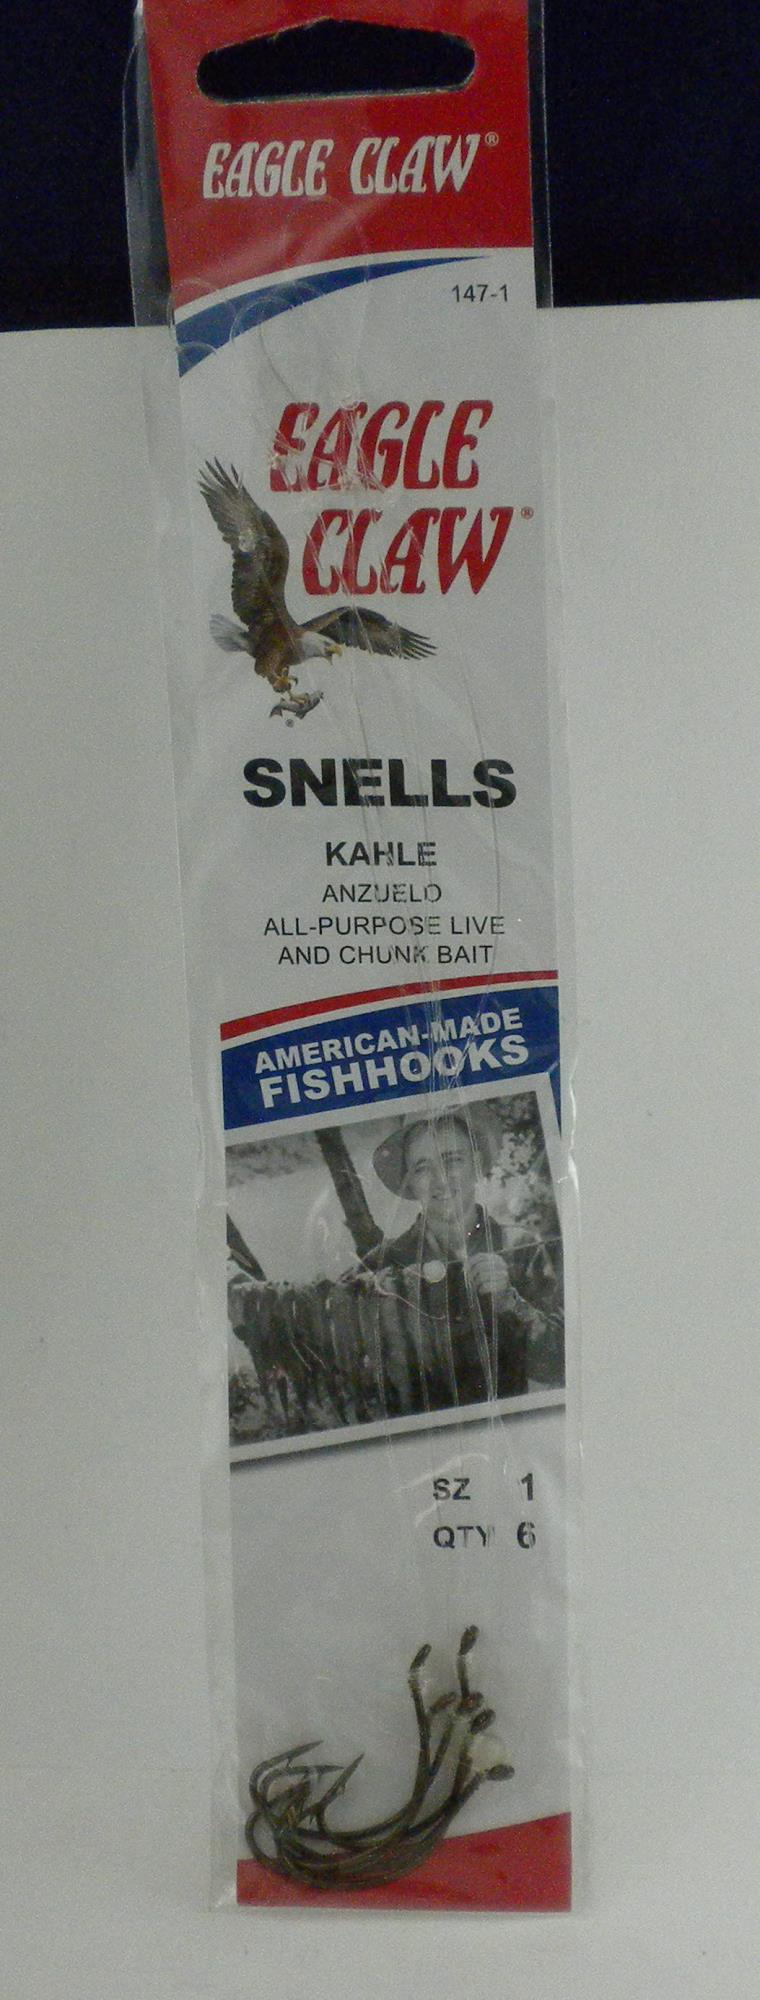 EAGLE CLAW®
147-1
EAGLE
CLAW®
®
SNELLS
KAHLE
ANZUELO
ALL-PURPOSE LIVE
AND CHUNK BAIT
AMERICAN-MADE
FISHHOOKS
SZ 1
QTY 6